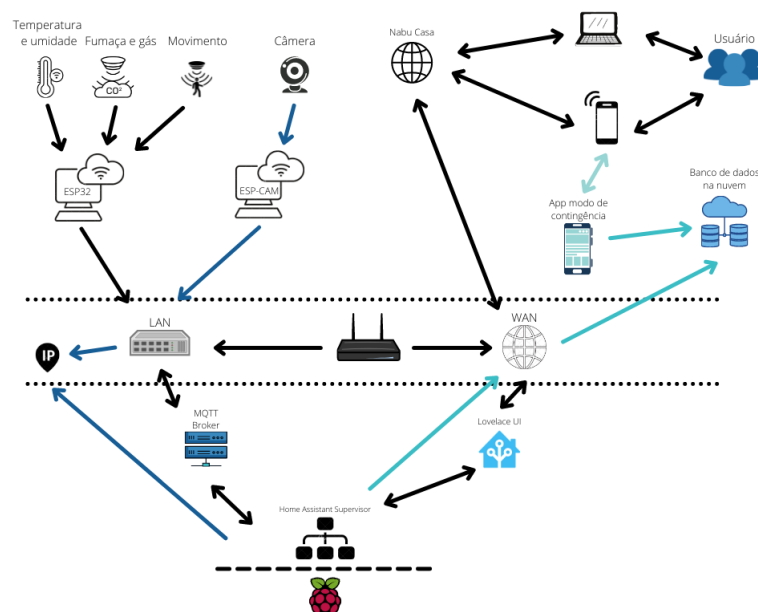 Temperatura
e umidade
Fumaça e gás
Movimento
Câmera
Nabu Casa
Usuário
CO²
ESP32
ESP-CAM
App modo de
contingência
Banco de dados
na nuvem
LAN
WAN
IP
MQTT
Broker
Lovelace UI
Home Assistant Supervisor